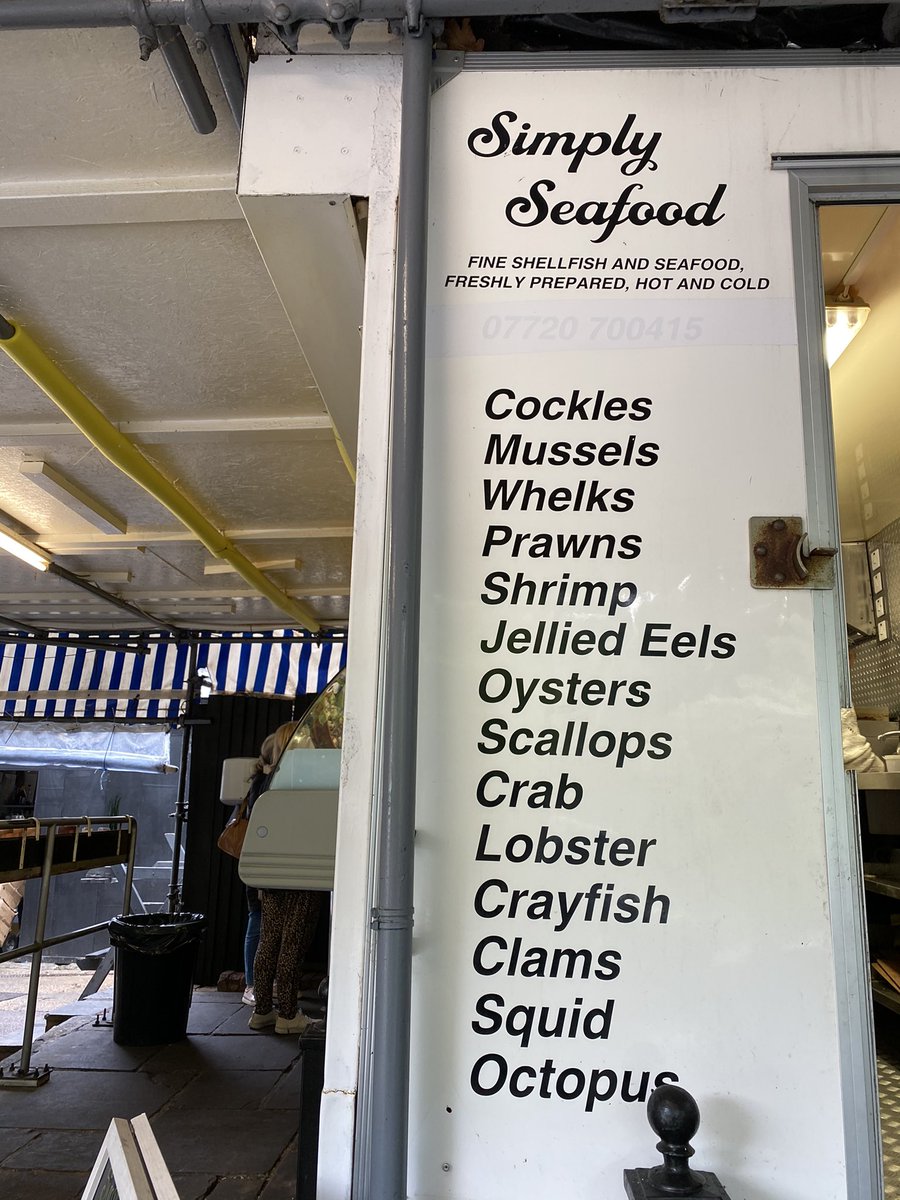 Simply
Seafood
FINE SHELLFISH AND SEAFOOD,
FRESHLY PREPARED, HOT AND COLD
07720 700415
Cockles
Mussels
Whelks
Prawns
Shrimp
Jellied Eels
Oysters
Scallops
Crab
Lobster
Crayfish
Clams
Squid
Octopus